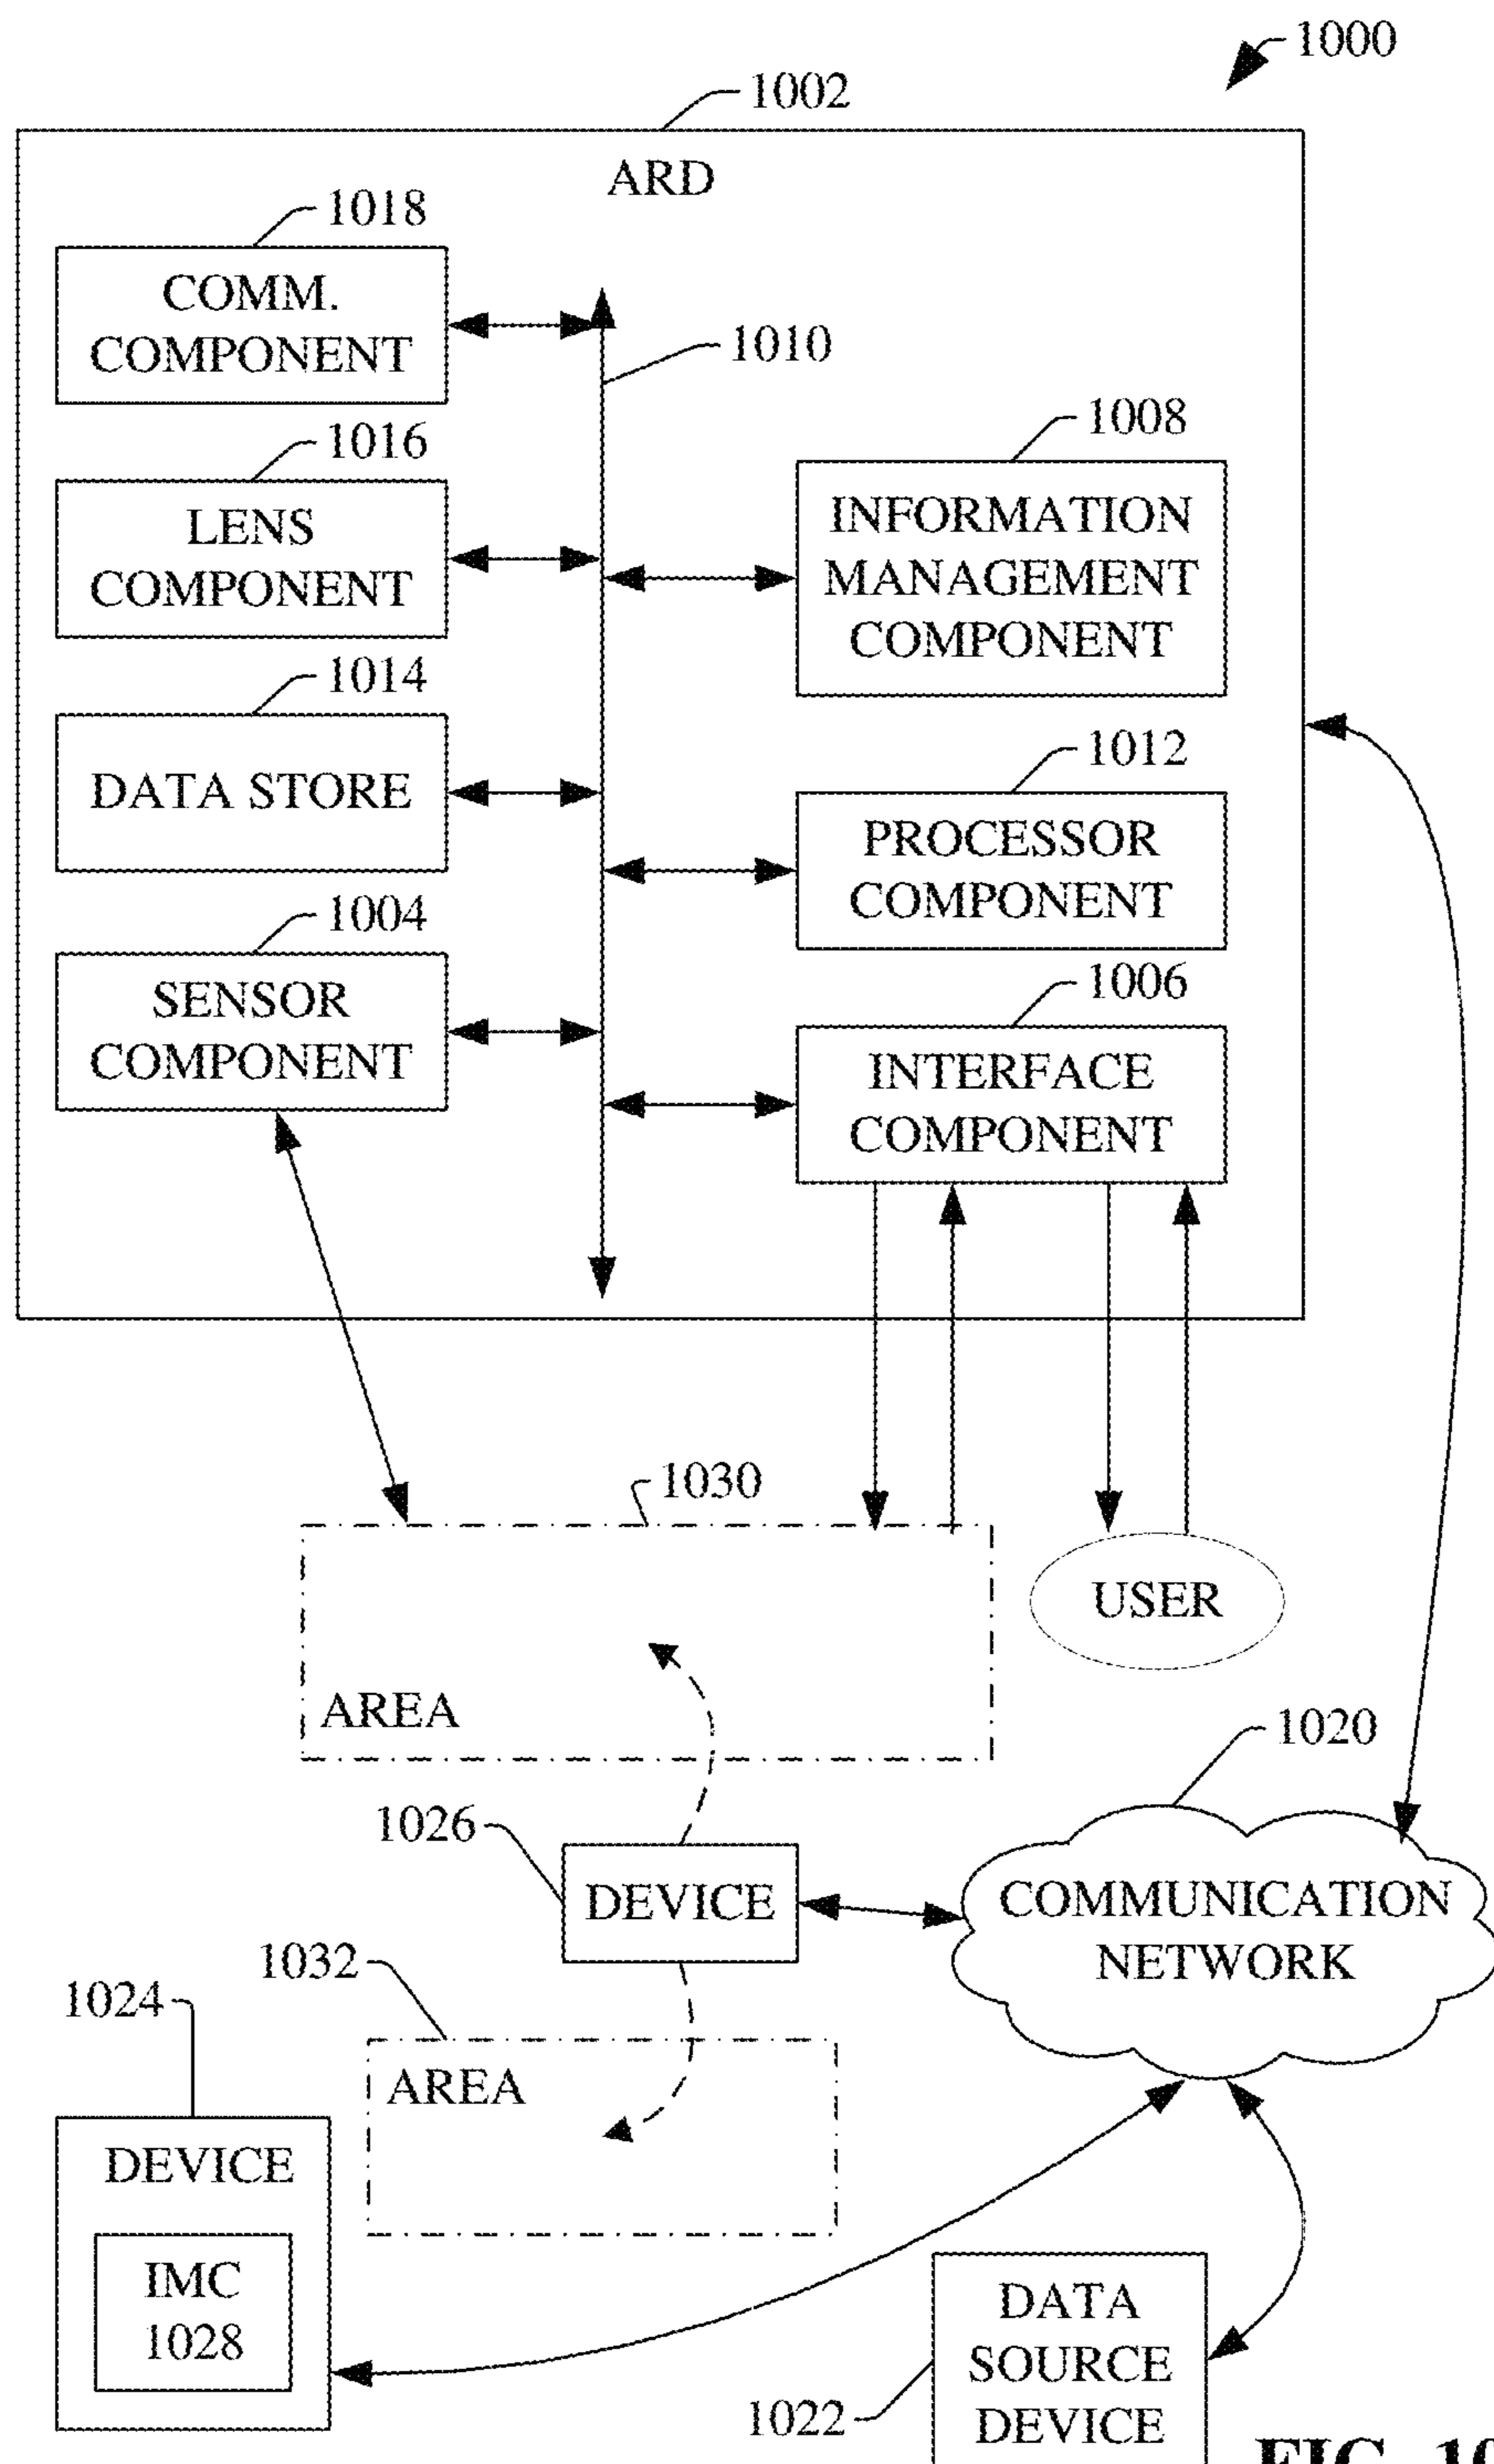 1000
1002
ARD
1018
COMM.
COMPONENT
1010
1016
LENS
COMPONENT
1008
INFORMATION
MANAGEMENT
COMPONENT
1014
DATA STORE
1012
PROCESSOR
COMPONENT
1004
SENSOR
COMPONENT
1006
INTERFACE
COMPONENT
1030
AREA
USER
1020
COMMUNICATION
NETWORK
1026
DEVICE
1032
AREA
1024
DEVICE
IMC
1028
DATA
SOURCE
DEVICE
1022
FIG. 10